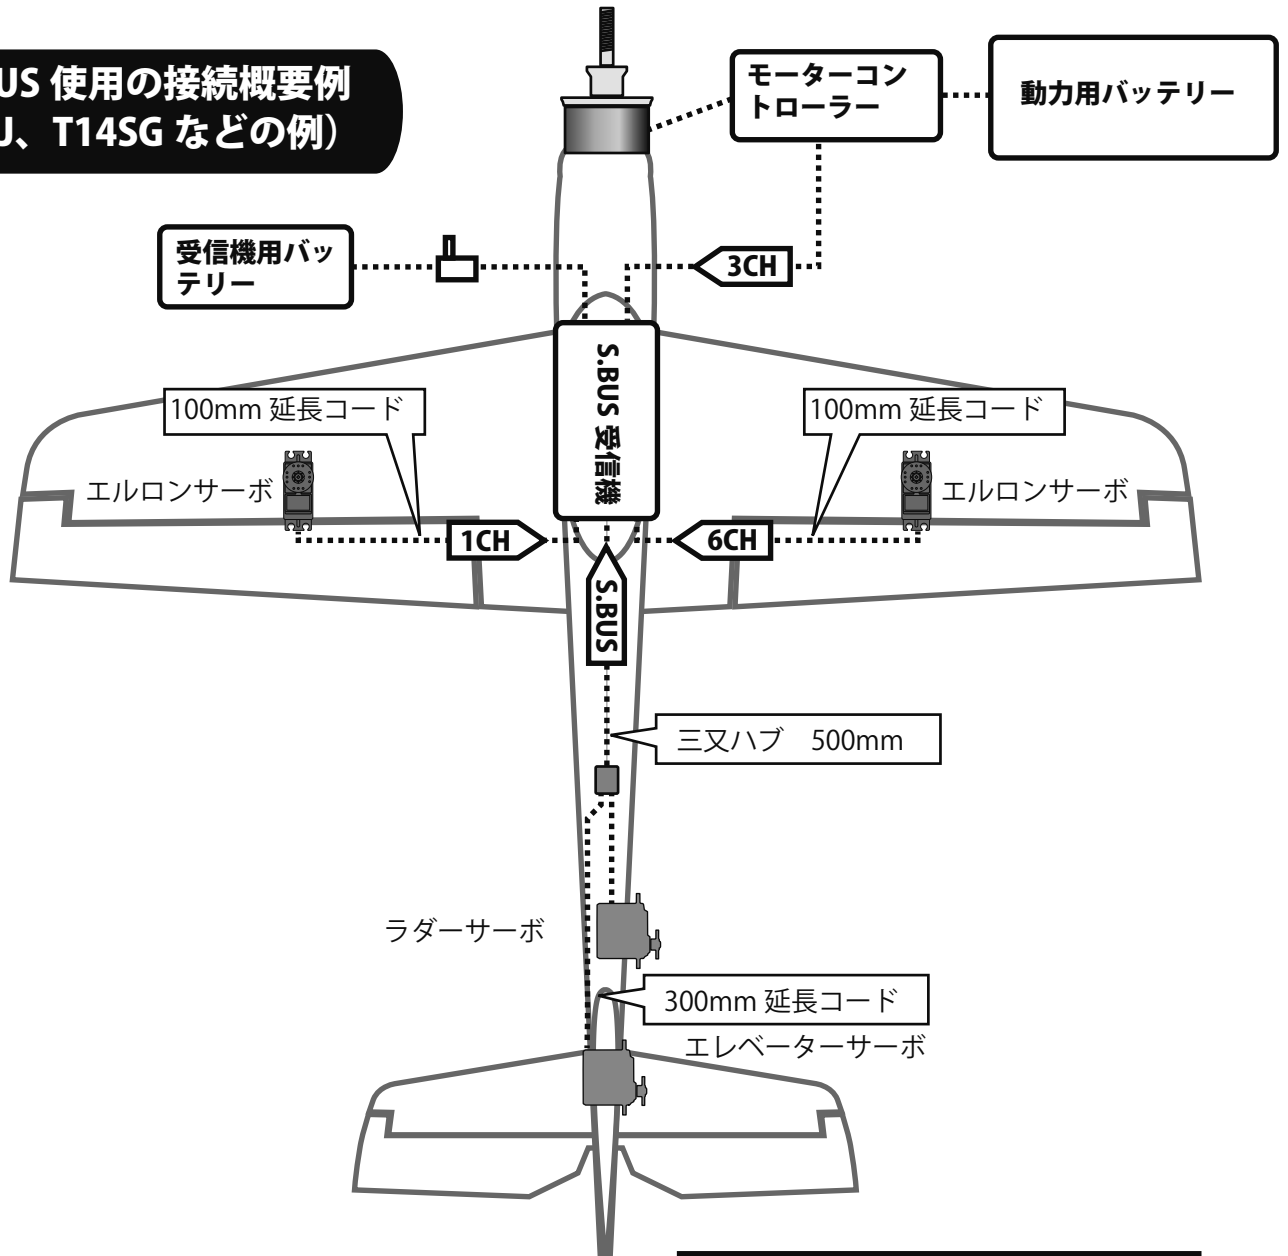 US 使用の接続概要例
J、T14SG などの例）
モーターコン
トローラー
動力用バッテリー
受信機用バッ
テリー
3CH
S.BUS 受信機
100mm 延長コード
100mm 延長コード
エルロンサーボ
エルロンサーボ
1CH
6CH
S.BUS
三又ハブ　500mm
ラダーサーボ
300mm 延長コード
エレベーターサーボ